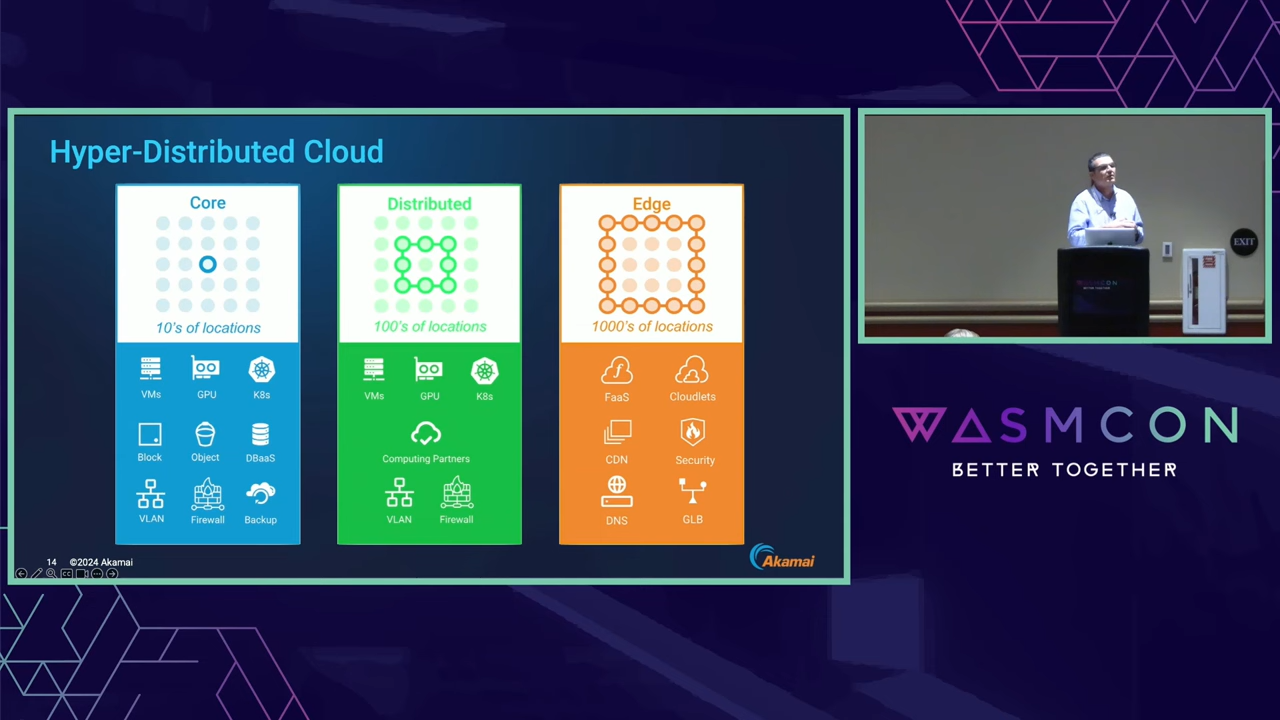 Hyper-Distributed Cloud
Core
10's of locations
VMs
GPU
K8s
Block
Object
DBaaS
VLAN
Firewall
Backup
Distributed
100's of locations
VMs
GPU
K8s
Computing Partners
VLAN
Firewall
Edge
1000's of locations
FaaS
Cloudlets
CDN
Security
DNS
GLB
14 ©2024 Akamai
Akamai
EXIT
WASMCON
BETTER TOGETHER